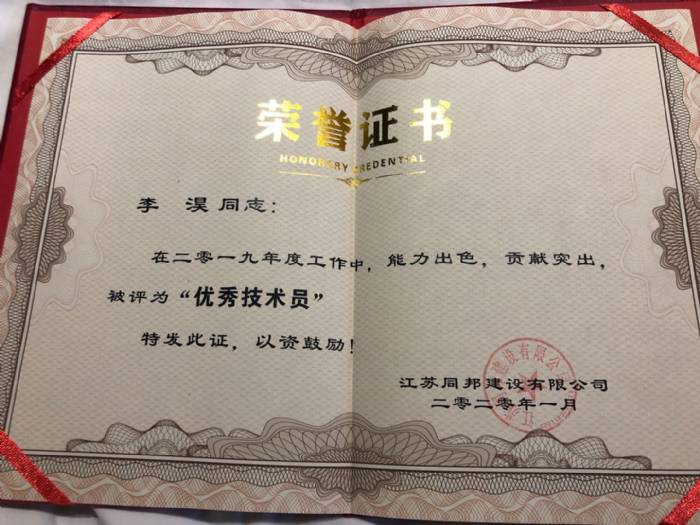 荣誉证书
HONORARY CREDENTIAL
李 淏 同志:
在二零一九年度工作中,能力出色,贡献突出,
被评为“优秀技术员”
特发此证,以资鼓励!
江苏同邦建设有限公司
二零二零年一月